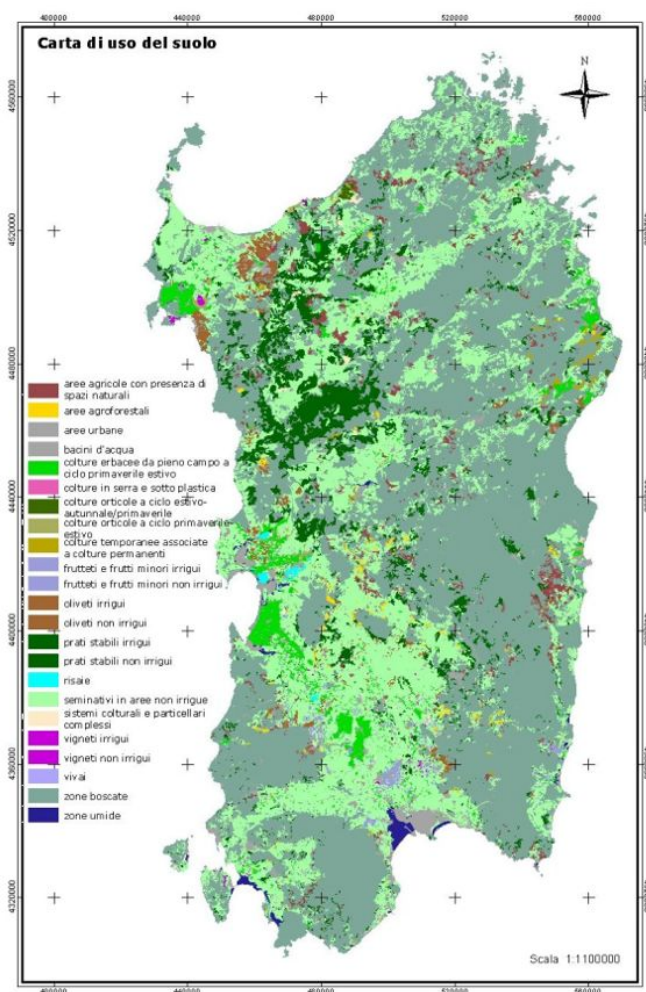 400000 440000 480000 520000 560000
Carta di uso del suolo
N
4560000
4520000
4480000
aree agricole con presenza di
spazi naturali
aree agroforestali
aree urbane
bacini d'acqua
colture erbacee da pieno campo a
ciclo primaverile estivo
colture in serra e sotto plastica
colture orticole a ciclo estivo-
autunnale/primaverile
colture orticole a ciclo primaverile-
estivo
colture temporanee associate
a colture permanenti
frutteti e frutti minori irrigui
frutteti e frutti minori non irrigui
oliveti irrigui
oliveti non irrigui
prati stabili irrigui
prati stabili non irrigui
risaie
seminativi in aree non irrigue
sistemi colturali e particellari
complessi
vigneti irrigui
vigneti non irrigui
vivai
zone boscate
zone umide
4440000
4400000
4360000
4320000
Scala 1:1100000
400000 440000 480000 520000 560000